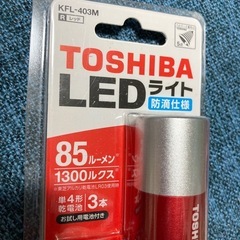 KFL-403M
R レッド
TOSHIBA
LEDライト
防滴仕様
85ルーメン
1300ルクス
単4形
乾電池
3本
お試し用電池付き
TOSHIB